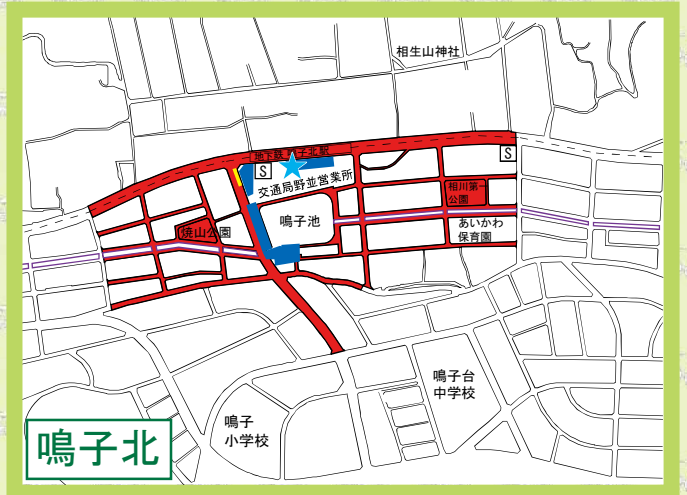 相生山神社
地下鉄 子北駅
S
S
交通局野並営業所
相川第一
公園
鳴子池
焼山公園
あいかわ
保育園
鳴子台
中学校
鳴子
小学校
鳴子北